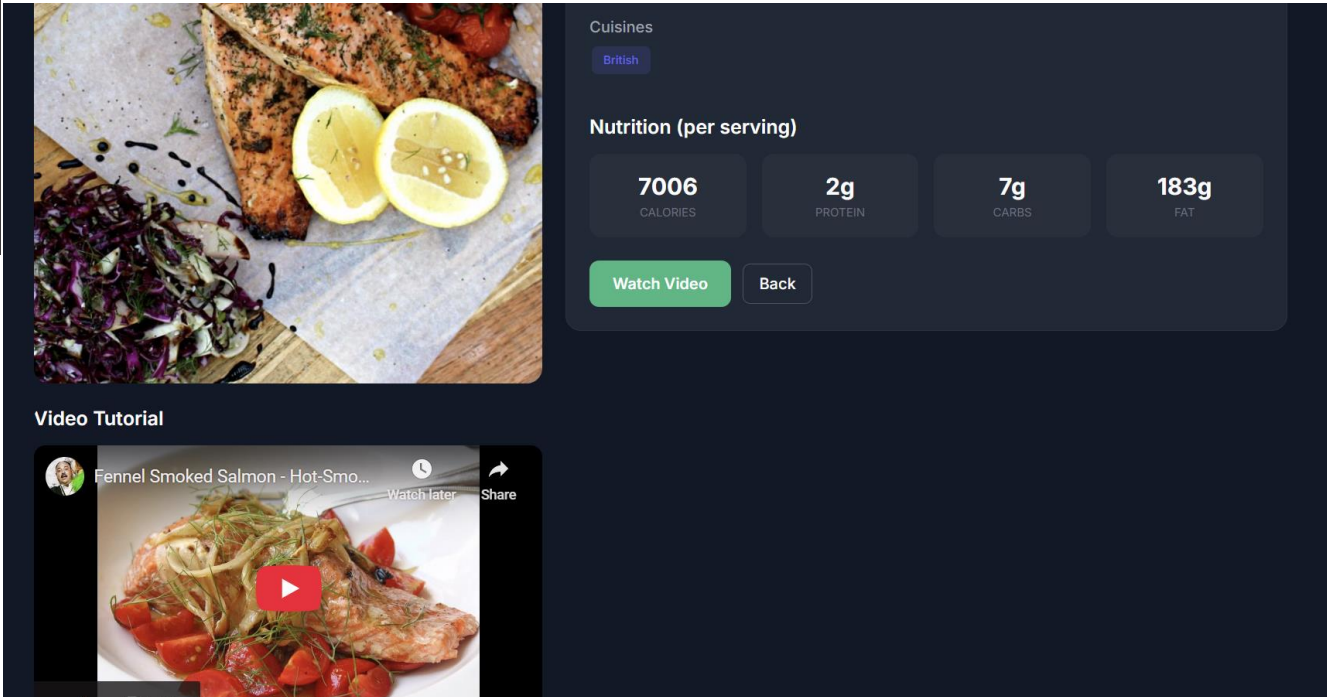 Cuisines
British
Nutrition (per serving)
7006
CALORIES
2g
PROTEIN
7g
CARBS
183g
FAT
Watch Video
Back
Video Tutorial
Fennel Smoked Salmon - Hot-Smo...
Watch later
Share